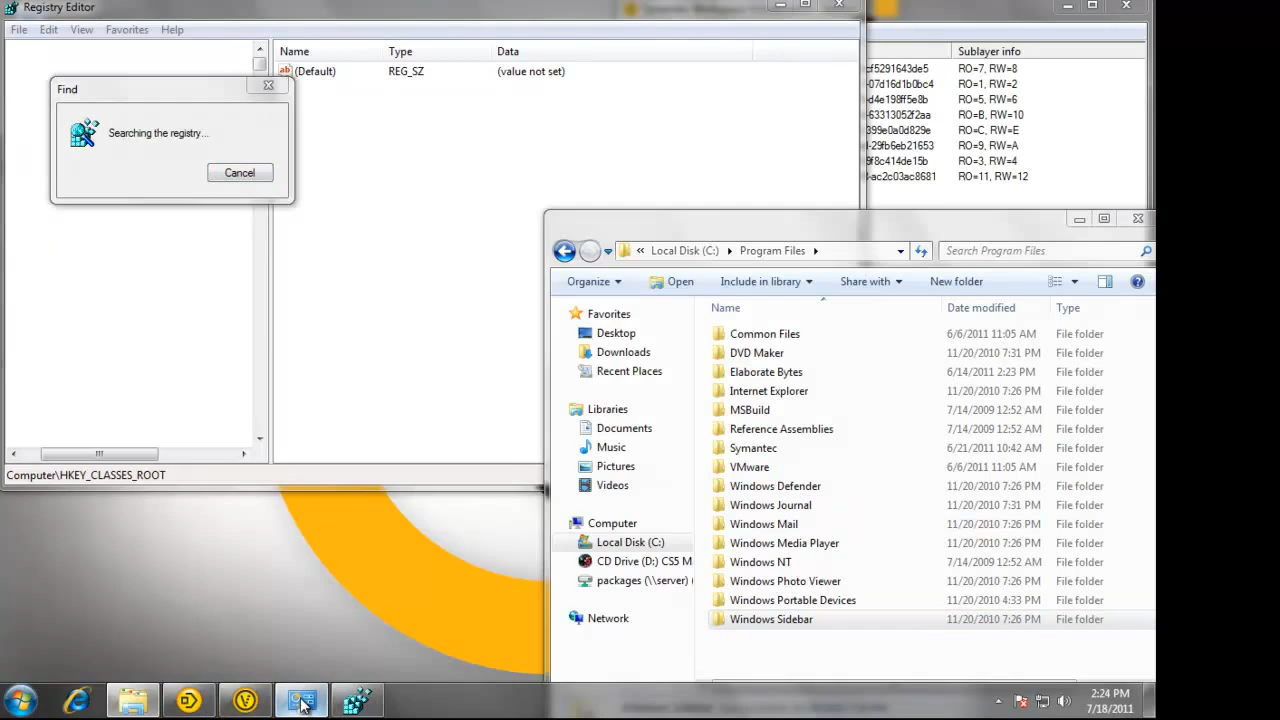 Registry Editor
File Edit View Favorites Help
Name Type Data
(Default) REG_SZ (value not set)
Find
Searching the registry...
Cancel
Computer\HKEY_CLASSES_ROOT
Sublayer info
cf5291643de5 RO=7, RW=8
-07d16d1b0bc4 RO=1, RW=2
-d4e198ff5e8b RO=5, RW=6
-63313052f2aa RO=B, RW=10
399e0a0d829e RO=C, RW=E
-29fb6eb21653 RO=9, RW=A
9f8c414de15b RO=3, RW=4
-ac2c03ac8681 RO=11, RW=12
« Local Disk (C:) Program Files
Search Program Files
Organize Open Include in library Share with New folder
Favorites
Desktop
Downloads
Recent Places
Libraries
Documents
Music
Pictures
Videos
Computer
Local Disk (C:)
CD Drive (D:) CS5 M
packages (\\server) (
Network
Name Date modified Type
Common Files 6/6/2011 11:05 AM File folder
DVD Maker 11/20/2010 7:31 PM File folder
Elaborate Bytes 6/14/2011 2:23 PM File folder
Internet Explorer 11/20/2010 7:26 PM File folder
MSBuild 7/14/2009 12:52 AM File folder
Reference Assemblies 7/14/2009 12:52 AM File folder
Symantec 6/21/2011 10:42 AM File folder
VMware 6/6/2011 11:05 AM File folder
Windows Defender 11/20/2010 7:26 PM File folder
Windows Journal 11/20/2010 7:31 PM File folder
Windows Mail 11/20/2010 7:26 PM File folder
Windows Media Player 11/20/2010 7:26 PM File folder
Windows NT 7/14/2009 12:52 AM File folder
Windows Photo Viewer 11/20/2010 7:26 PM File folder
Windows Portable Devices 11/20/2010 4:33 PM File folder
Windows Sidebar 11/20/2010 7:26 PM File folder
2:24 PM
7/18/2011